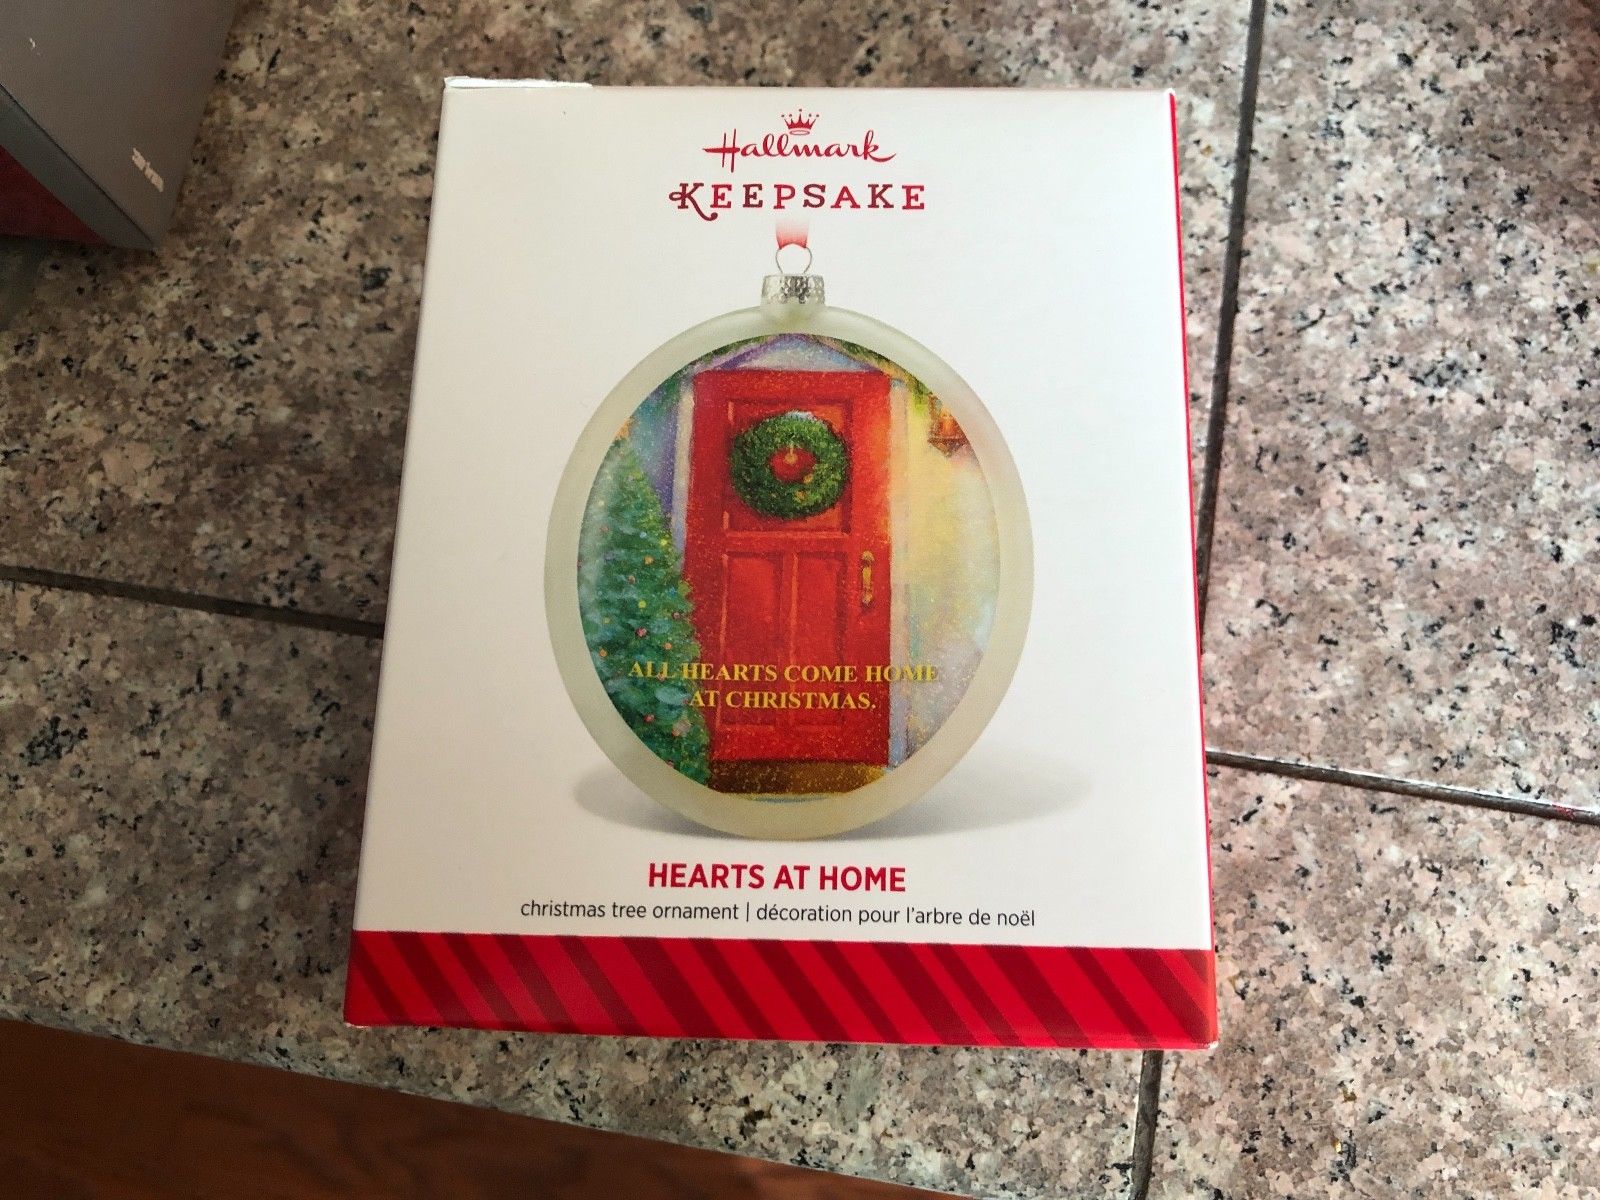 Hallmark
KEEPSAKE
ALL HEARTS COME HOME
AT CHRISTMAS.
HEARTS AT HOME
christmas tree ornament | décoration pour l'arbre de noël